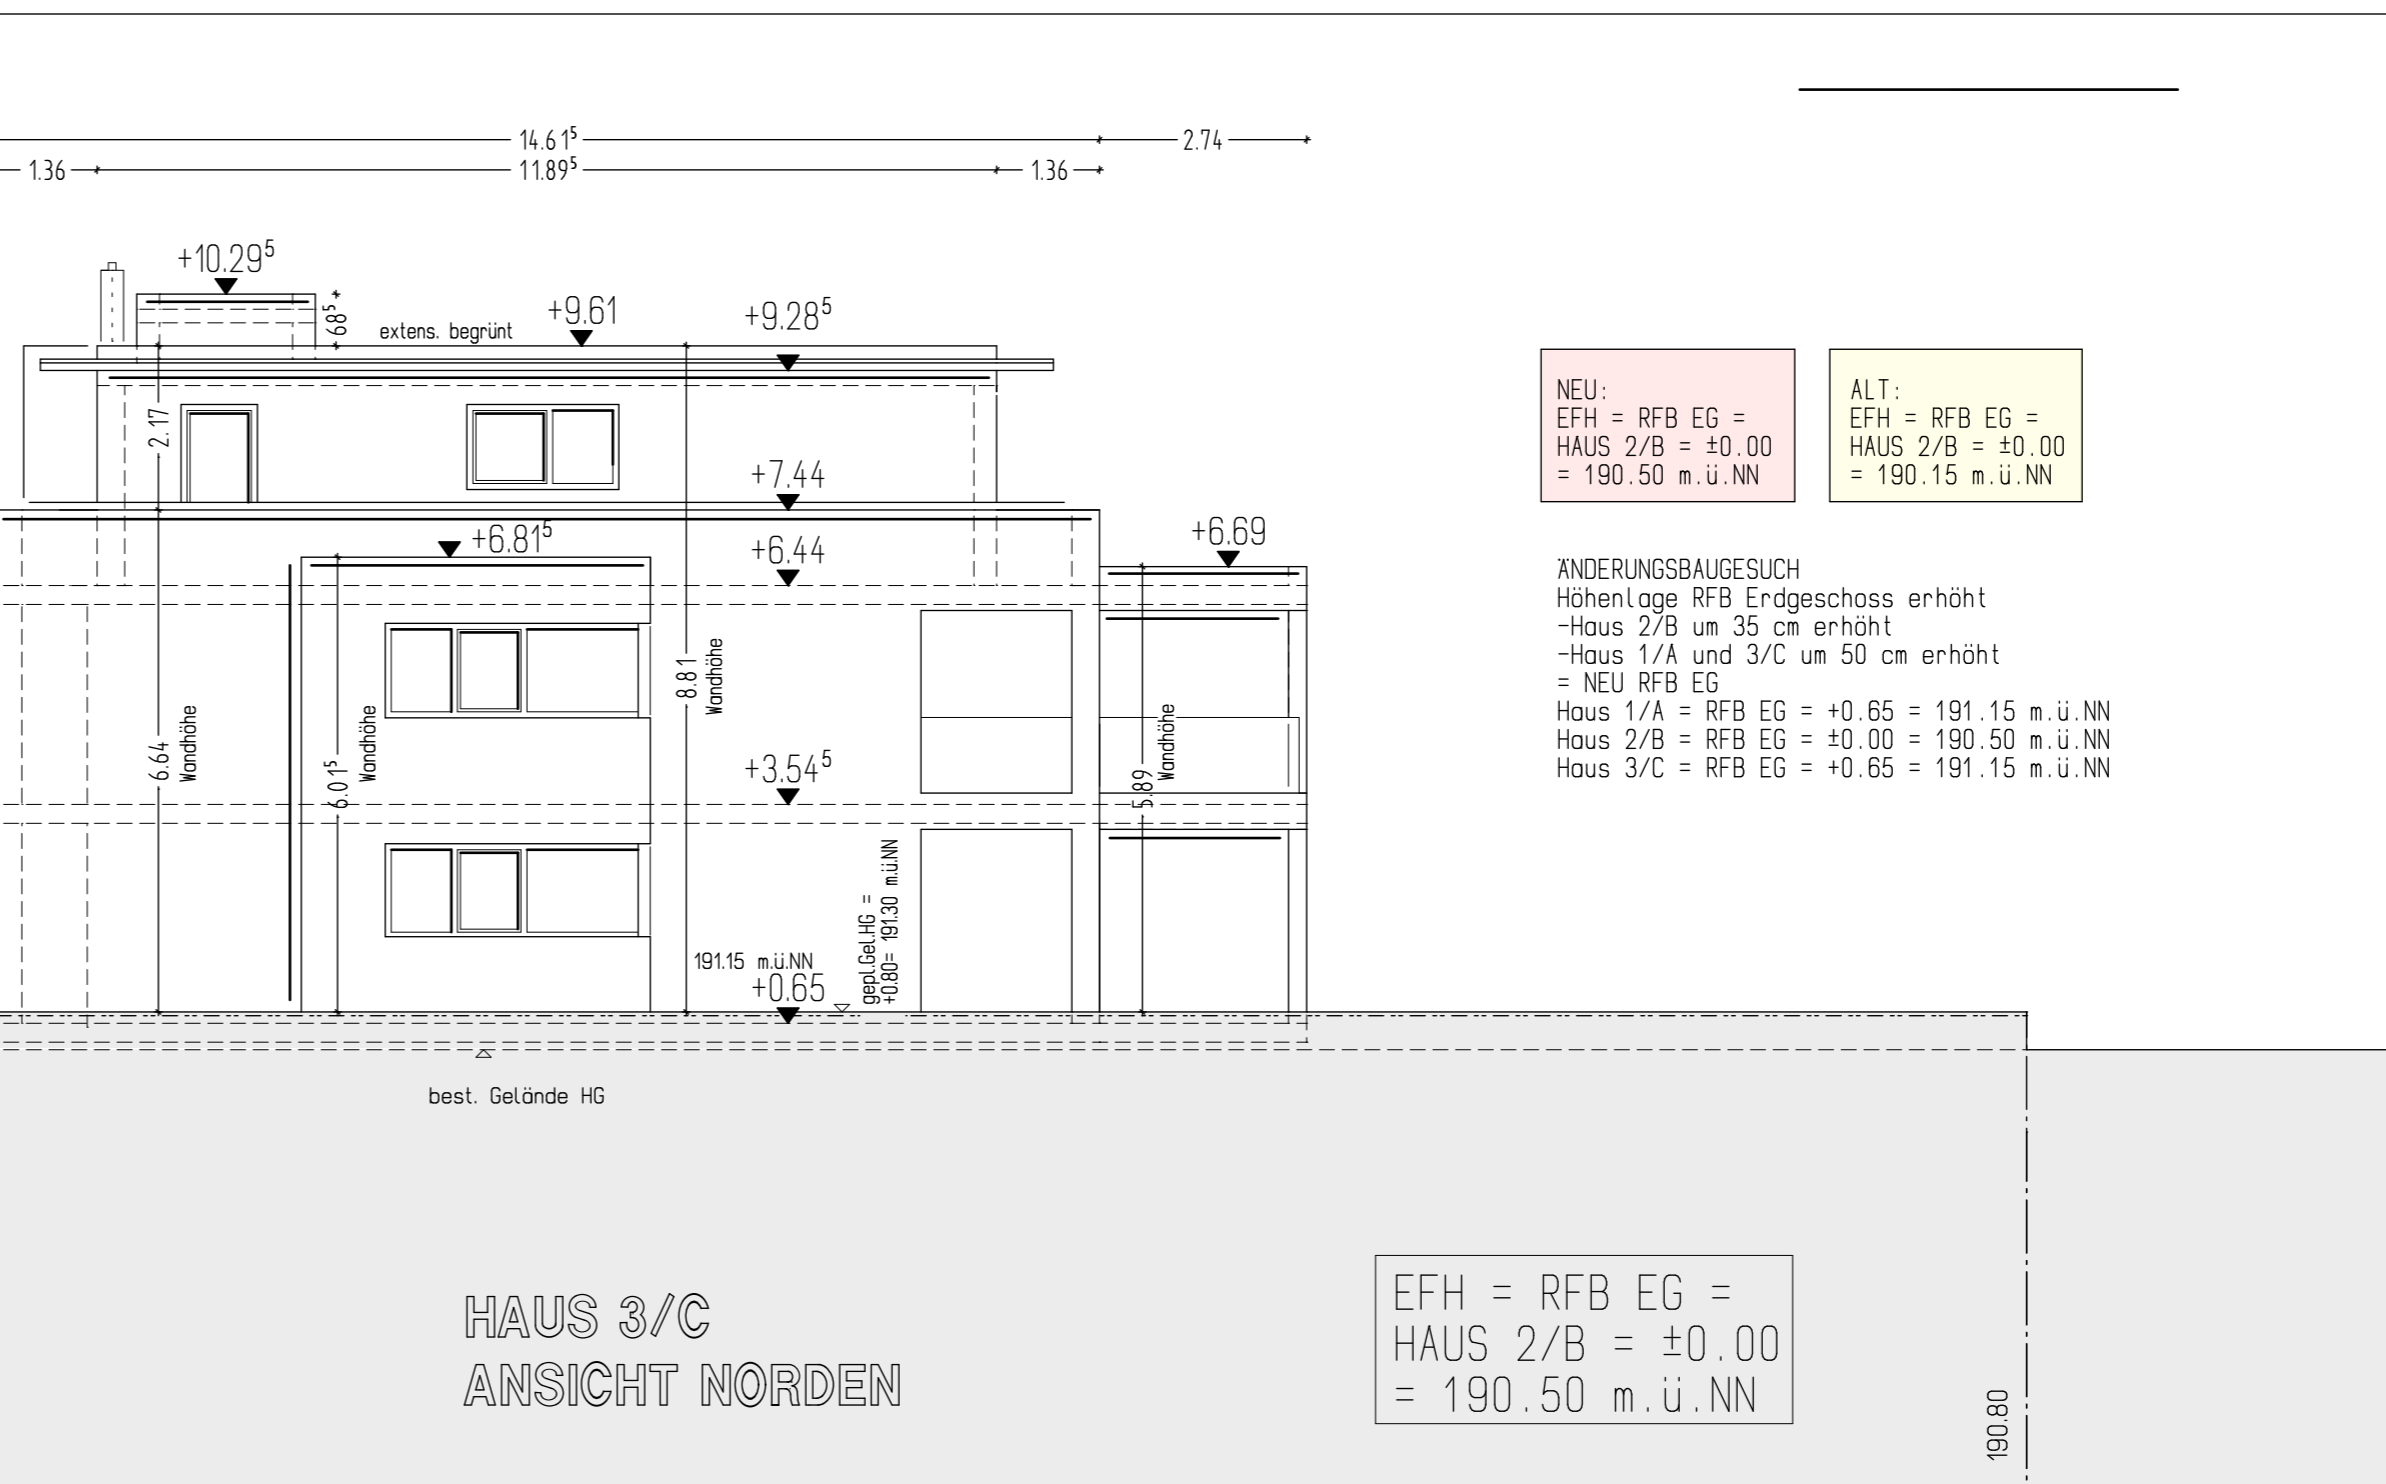 14.61⁵
2.74
1.36
11.89⁵
1.36
+10.29⁵
68⁵
extens. begrünt
+9.61
+9.28⁵
2.17
+7.44
+6.81⁵
+6.44
+6.69
6.64
Wandhöhe
6.01⁵
Wandhöhe
8.81
Wandhöhe
+3.54⁵
5.89
Wandhöhe
191.15 m.ü.NN
+0.65
gepl.Gel.HG =
+0.80= 191.30 m.ü.NN
best. Gelände HG
NEU:
EFH = RFB EG =
HAUS 2/B = ±0.00
= 190.50 m.ü.NN
ALT:
EFH = RFB EG =
HAUS 2/B = ±0.00
= 190.15 m.ü.NN
ÄNDERUNGSBAUGESUCH
Höhenlage RFB Erdgeschoss erhöht
-Haus 2/B um 35 cm erhöht
-Haus 1/A und 3/C um 50 cm erhöht
= NEU RFB EG
Haus 1/A = RFB EG = +0.65 = 191.15 m.ü.NN
Haus 2/B = RFB EG = ±0.00 = 190.50 m.ü.NN
Haus 3/C = RFB EG = +0.65 = 191.15 m.ü.NN
HAUS 3/C
ANSICHT NORDEN
EFH = RFB EG =
HAUS 2/B = ±0.00
= 190.50 m.ü.NN
190.80